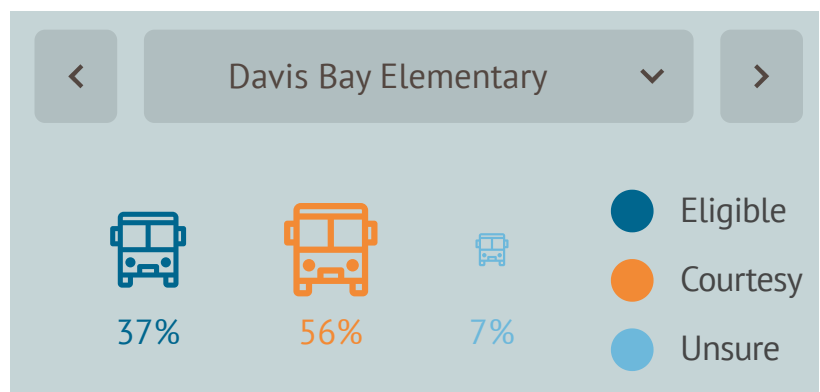 Davis Bay Elementary
37% 56% 7%
Eligible
Courtesy
Unsure